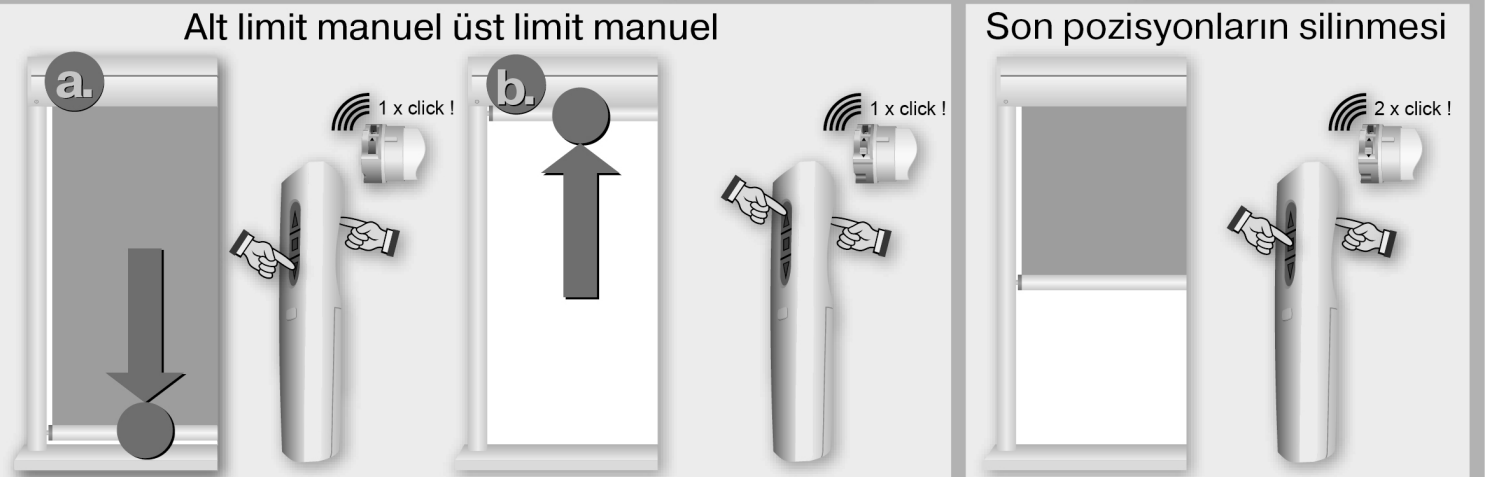 Alt limit manuel üst limit manuel
a.
1 x click !
b.
1 x click !
Son pozisyonların silinmesi
2 x click !